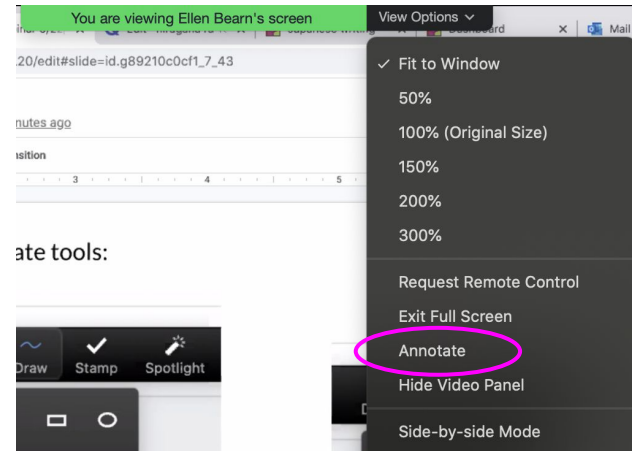 You are viewing Ellen Bearn's screen
View Options
Japanese writing
Dashboard
Mail
.20/edit#slide=id.g89210c0cf1_7_43
nutes ago
nsition
3 4 5
ate tools:
Draw Stamp Spotlight
Fit to Window
50%
100% (Original Size)
150%
200%
300%
Request Remote Control
Exit Full Screen
Annotate
Hide Video Panel
Side-by-side Mode